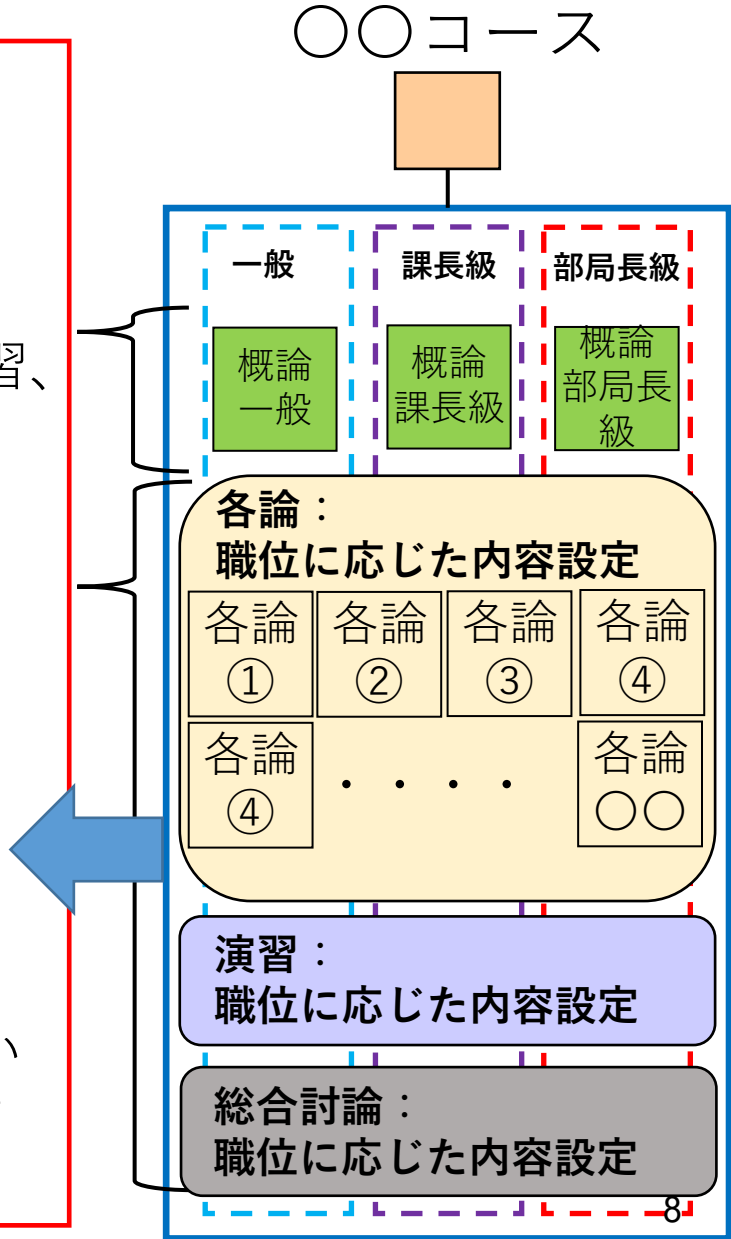 〇〇コース
一般
課長級
部局長級
概論
一般
概論
課長級
概論
部局長
級
習、
各論：
職位に応じた内容設定
各論
①
各論
②
各論
③
各論
④
各論
④
・・・・
各論
〇〇
演習：
職位に応じた内容設定
総合討論：
職位に応じた内容設定
8